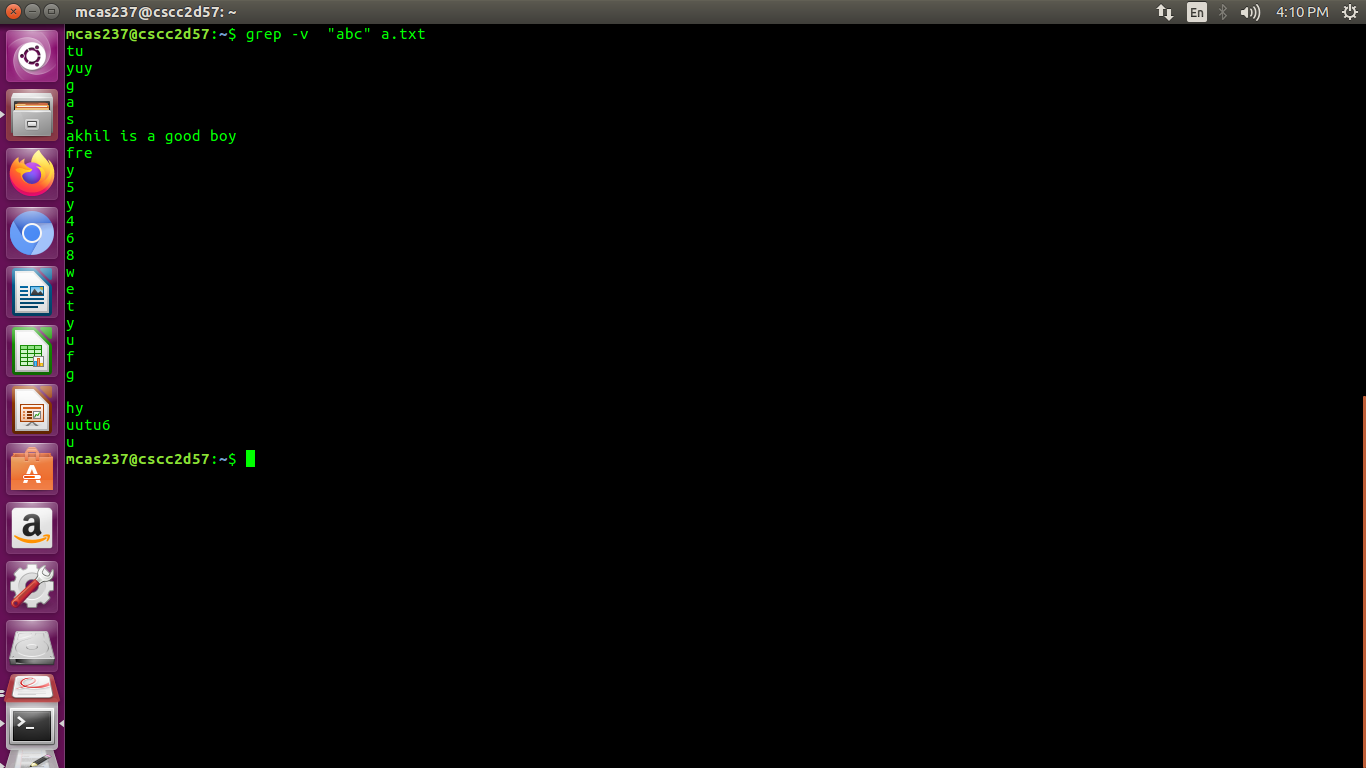 mcas237@cscc2d57: ~
En
4:10 PM
mcas237@cscc2d57:~$ grep -v  "abc" a.txt
tu
yuy
g
a
s
akhil is a good boy
fre
y
5
y
4
6
8
w
e
t
y
u
f
g

hy
uutu6
u
mcas237@cscc2d57:~$